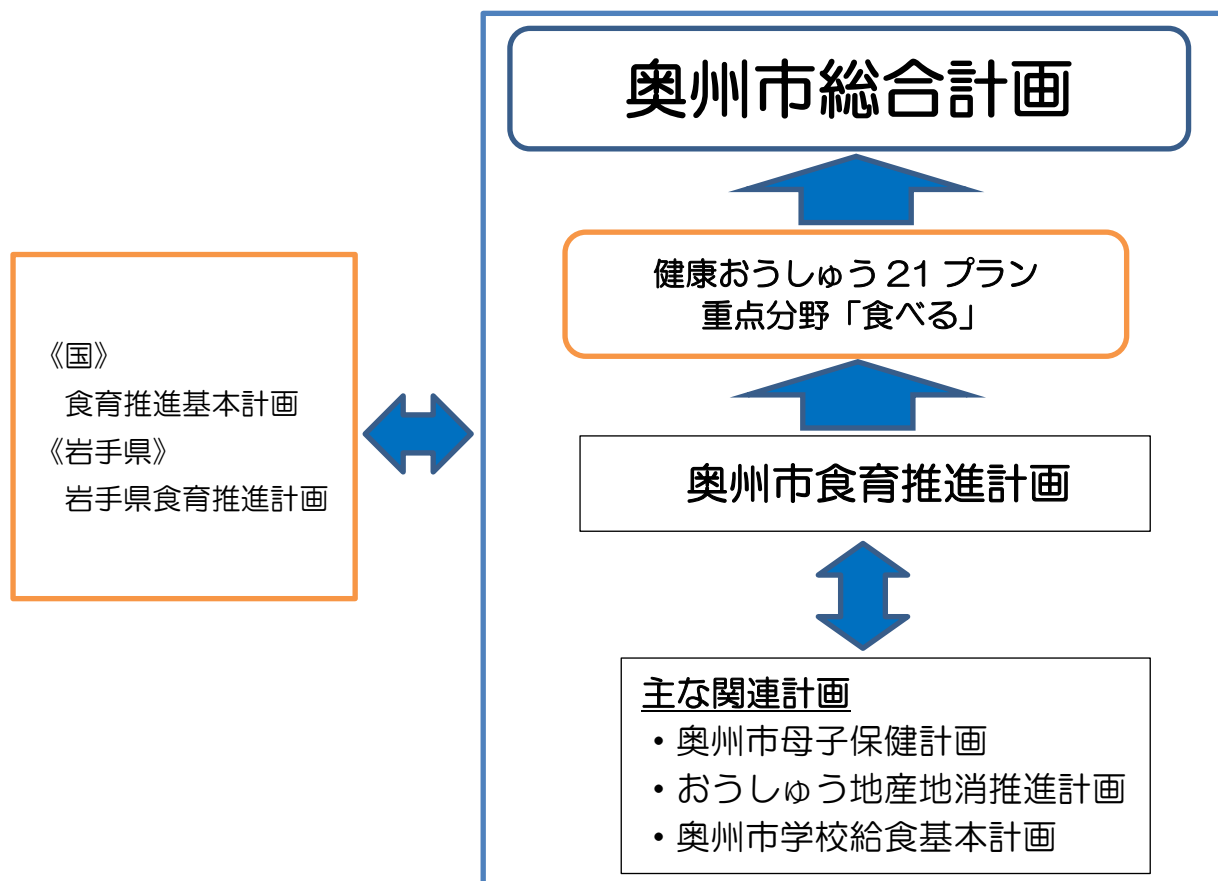 奥州市総合計画
健康おうしゅう 21 プラン
重点分野「食べる」
《国》
食育推進基本計画
《岩手県》
岩手県食育推進計画
奥州市食育推進計画
主な関連計画
・奥州市母子保健計画
・おうしゅう地産地消推進計画
・奥州市学校給食基本計画